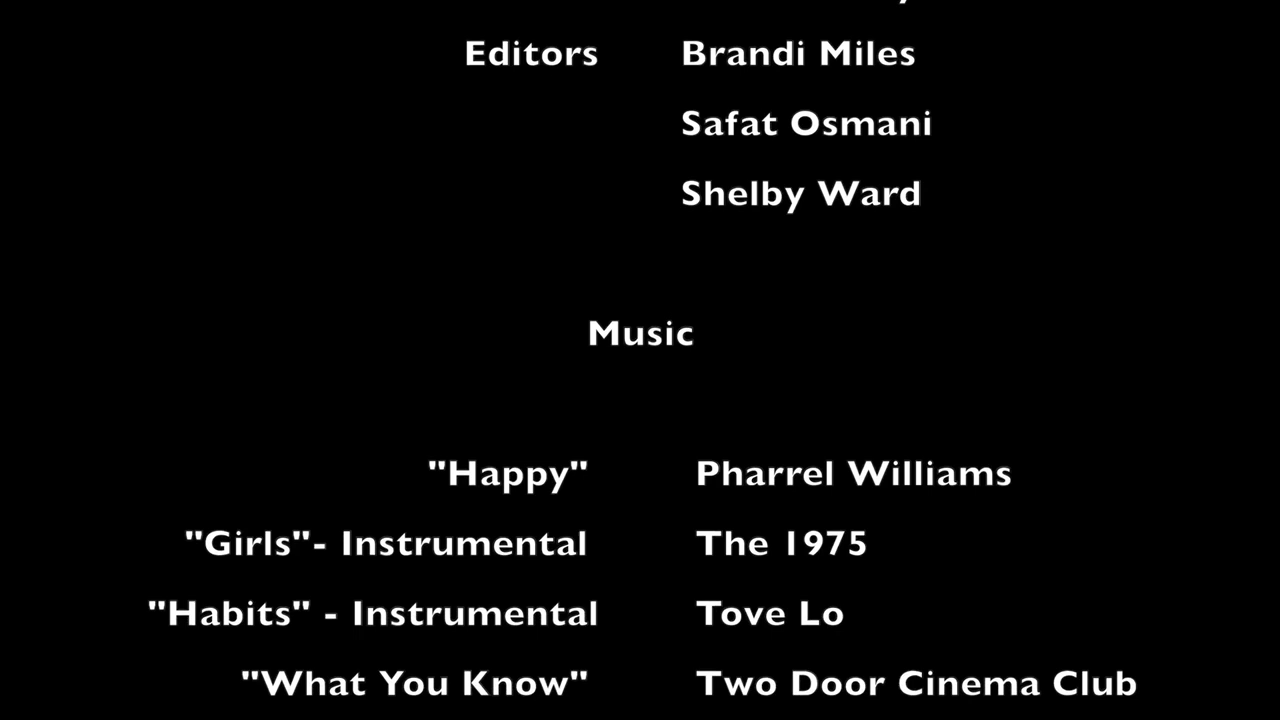 Editors Brandi Miles
Safat Osmani
Shelby Ward
Music
"Happy" Pharrel Williams
"Girls"- Instrumental The 1975
"Habits" - Instrumental Tove Lo
"What You Know" Two Door Cinema Club